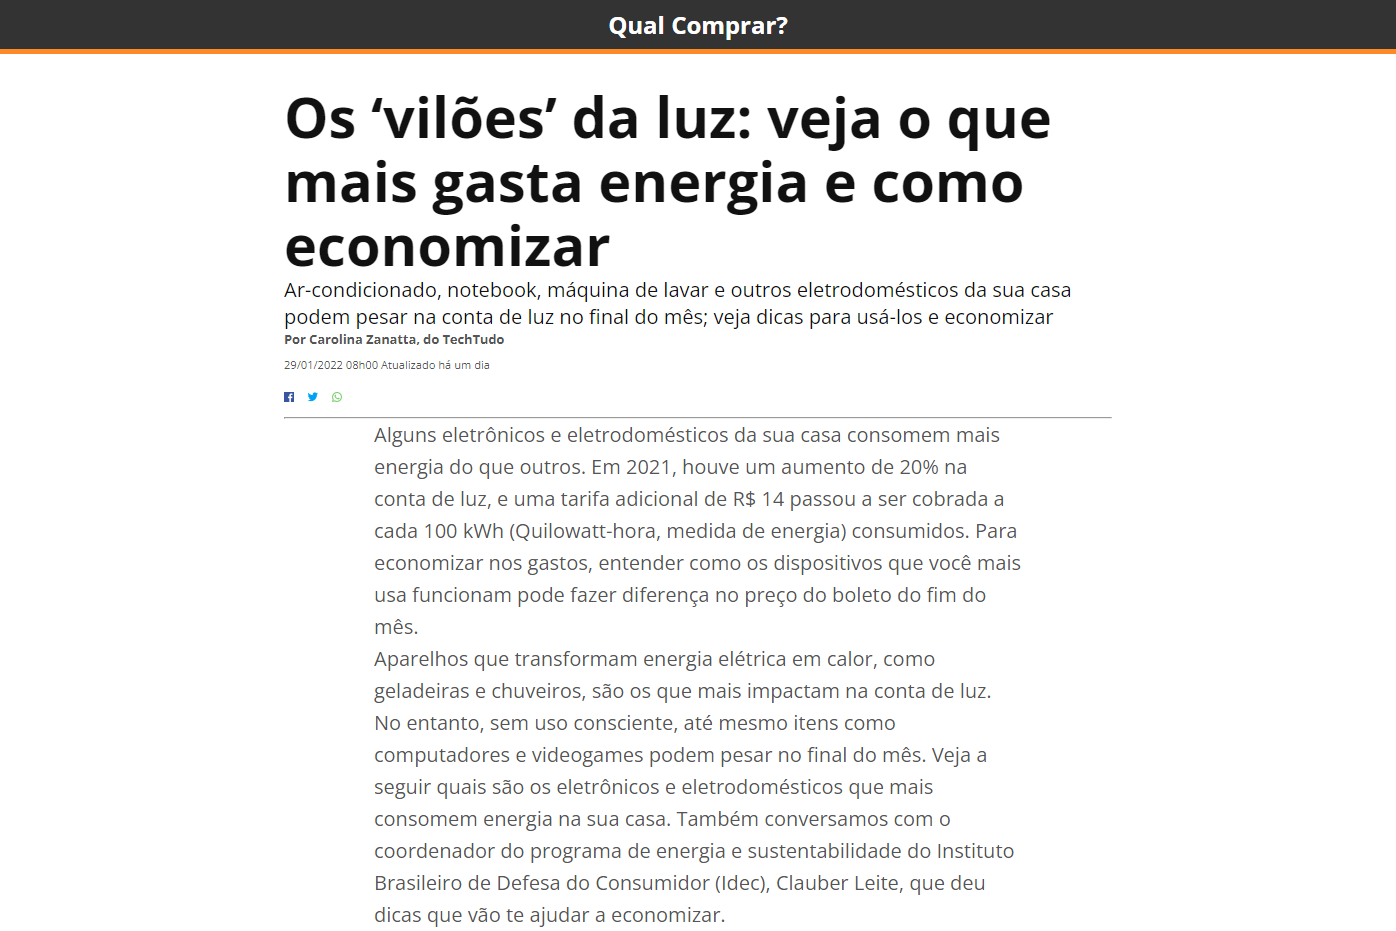 Qual Comprar?
Os ‘vilões’ da luz: veja o que
mais gasta energia e como
economizar
Ar-condicionado, notebook, máquina de lavar e outros eletrodomésticos da sua casa
podem pesar na conta de luz no final do mês; veja dicas para usá-los e economizar
Por Carolina Zanatta, do TechTudo
29/01/2022 08h00 Atualizado há um dia
Alguns eletrônicos e eletrodomésticos da sua casa consomem mais
energia do que outros. Em 2021, houve um aumento de 20% na
conta de luz, e uma tarifa adicional de R$ 14 passou a ser cobrada a
cada 100 kWh (Quilowatt-hora, medida de energia) consumidos. Para
economizar nos gastos, entender como os dispositivos que você mais
usa funcionam pode fazer diferença no preço do boleto do fim do
mês.
Aparelhos que transformam energia elétrica em calor, como
geladeiras e chuveiros, são os que mais impactam na conta de luz.
No entanto, sem uso consciente, até mesmo itens como
computadores e videogames podem pesar no final do mês. Veja a
seguir quais são os eletrônicos e eletrodomésticos que mais
consomem energia na sua casa. Também conversamos com o
coordenador do programa de energia e sustentabilidade do Instituto
Brasileiro de Defesa do Consumidor (Idec), Clauber Leite, que deu
dicas que vão te ajudar a economizar.